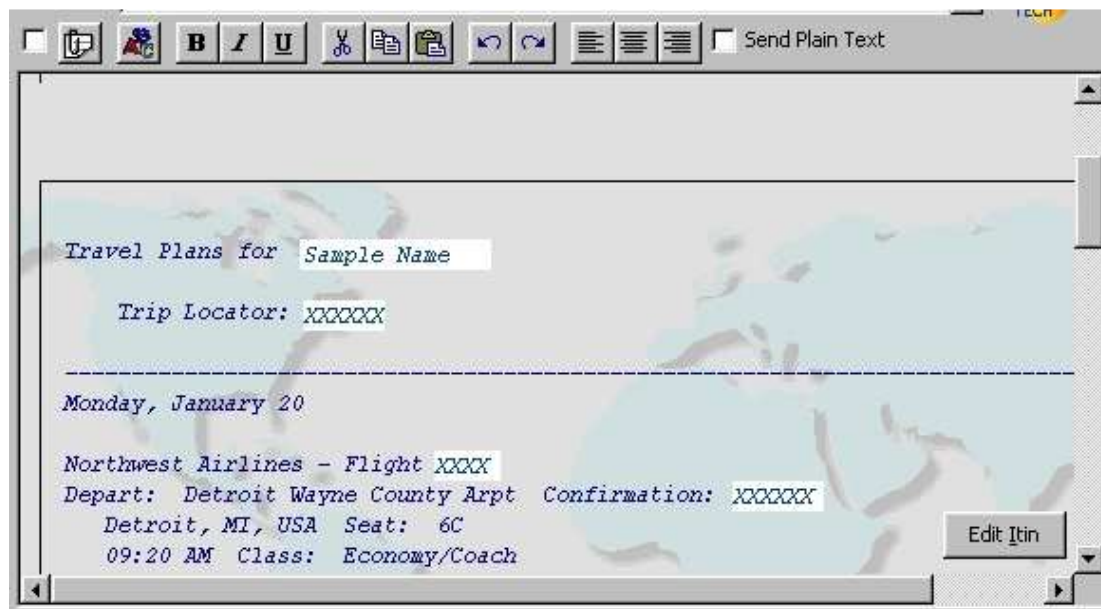 TECH
B I U Send Plain Text
Travel Plans for Sample Name
Trip Locator: XXXXXX
Monday, January 20
Northwest Airlines - Flight XXXX
Depart: Detroit Wayne County Arpt Confirmation: XXXXXX
Detroit, MI, USA Seat: 6C
09:20 AM Class: Economy/Coach
Edit Itin